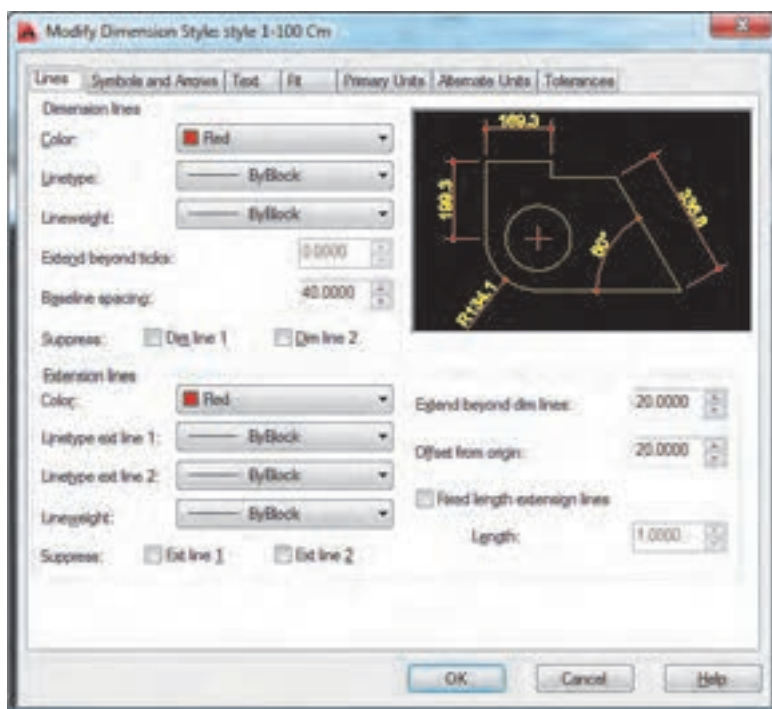 Modify Dimension Style: style 1-100 Cm
Lines Symbols and Arrows Text Fit Primary Units Alternate Units Tolerances
Dimension lines
Color: Red
Linetype: ByBlock
Lineweight: ByBlock
Extend beyond ticks: 0.0000
Baseline spacing: 40.0000
Suppress: Dim line 1 Dim line 2
169.3
199.3
336.8
60°
R134.1
Extension lines
Color: Red
Linetype ext line 1: ByBlock
Linetype ext line 2: ByBlock
Lineweight: ByBlock
Suppress: Ext line 1 Ext line 2
Extend beyond dim lines: 20.0000
Offset from origin: 20.0000
Fixed length extension lines
Length: 1.0000
OK Cancel Help